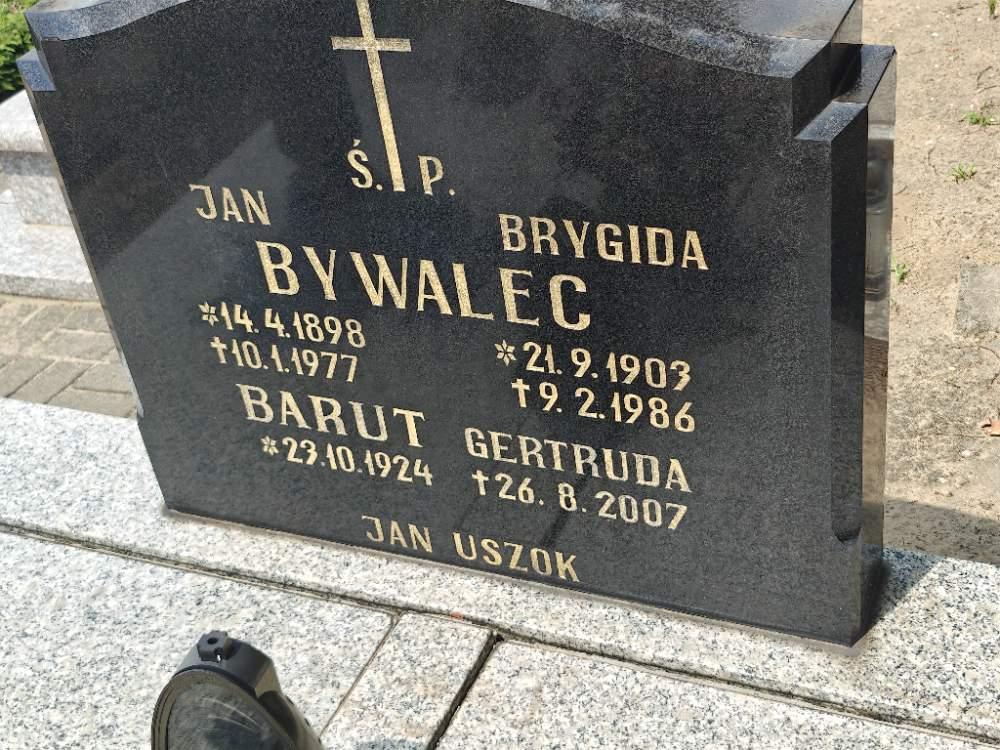 Ś. P.
JAN BRYGIDA
BYWALEC
*14.4.1898 *21.9.1903
†10.1.1977 †9.2.1986
BARUT GERTRUDA
*23.10.1924 †26.8.2007
JAN USZOK